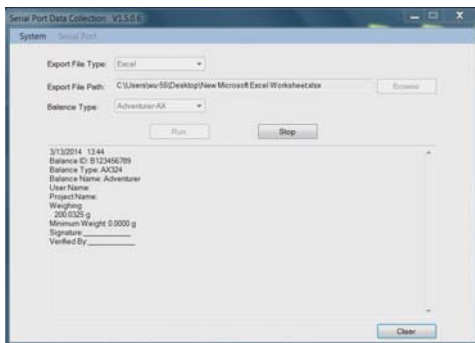 Serial Port Data Collection V1.5.0.6
System Serial Port
Export File Type: Excel
Export File Path: C:\Users\wu-58\Desktop\New Microsoft Excel Worksheet.xlsx Browse
Balance Type: Adventurer-AX
Run Stop
3/13/2014 13:44
Balance ID: B123456789
Balance Type: AX324
Balance Name: Adventurer
User Name:
Project Name:
Weighing
200.0325 g
Minimum Weight: 0.0000 g
Signature:____________
Verified By:____________
Clear